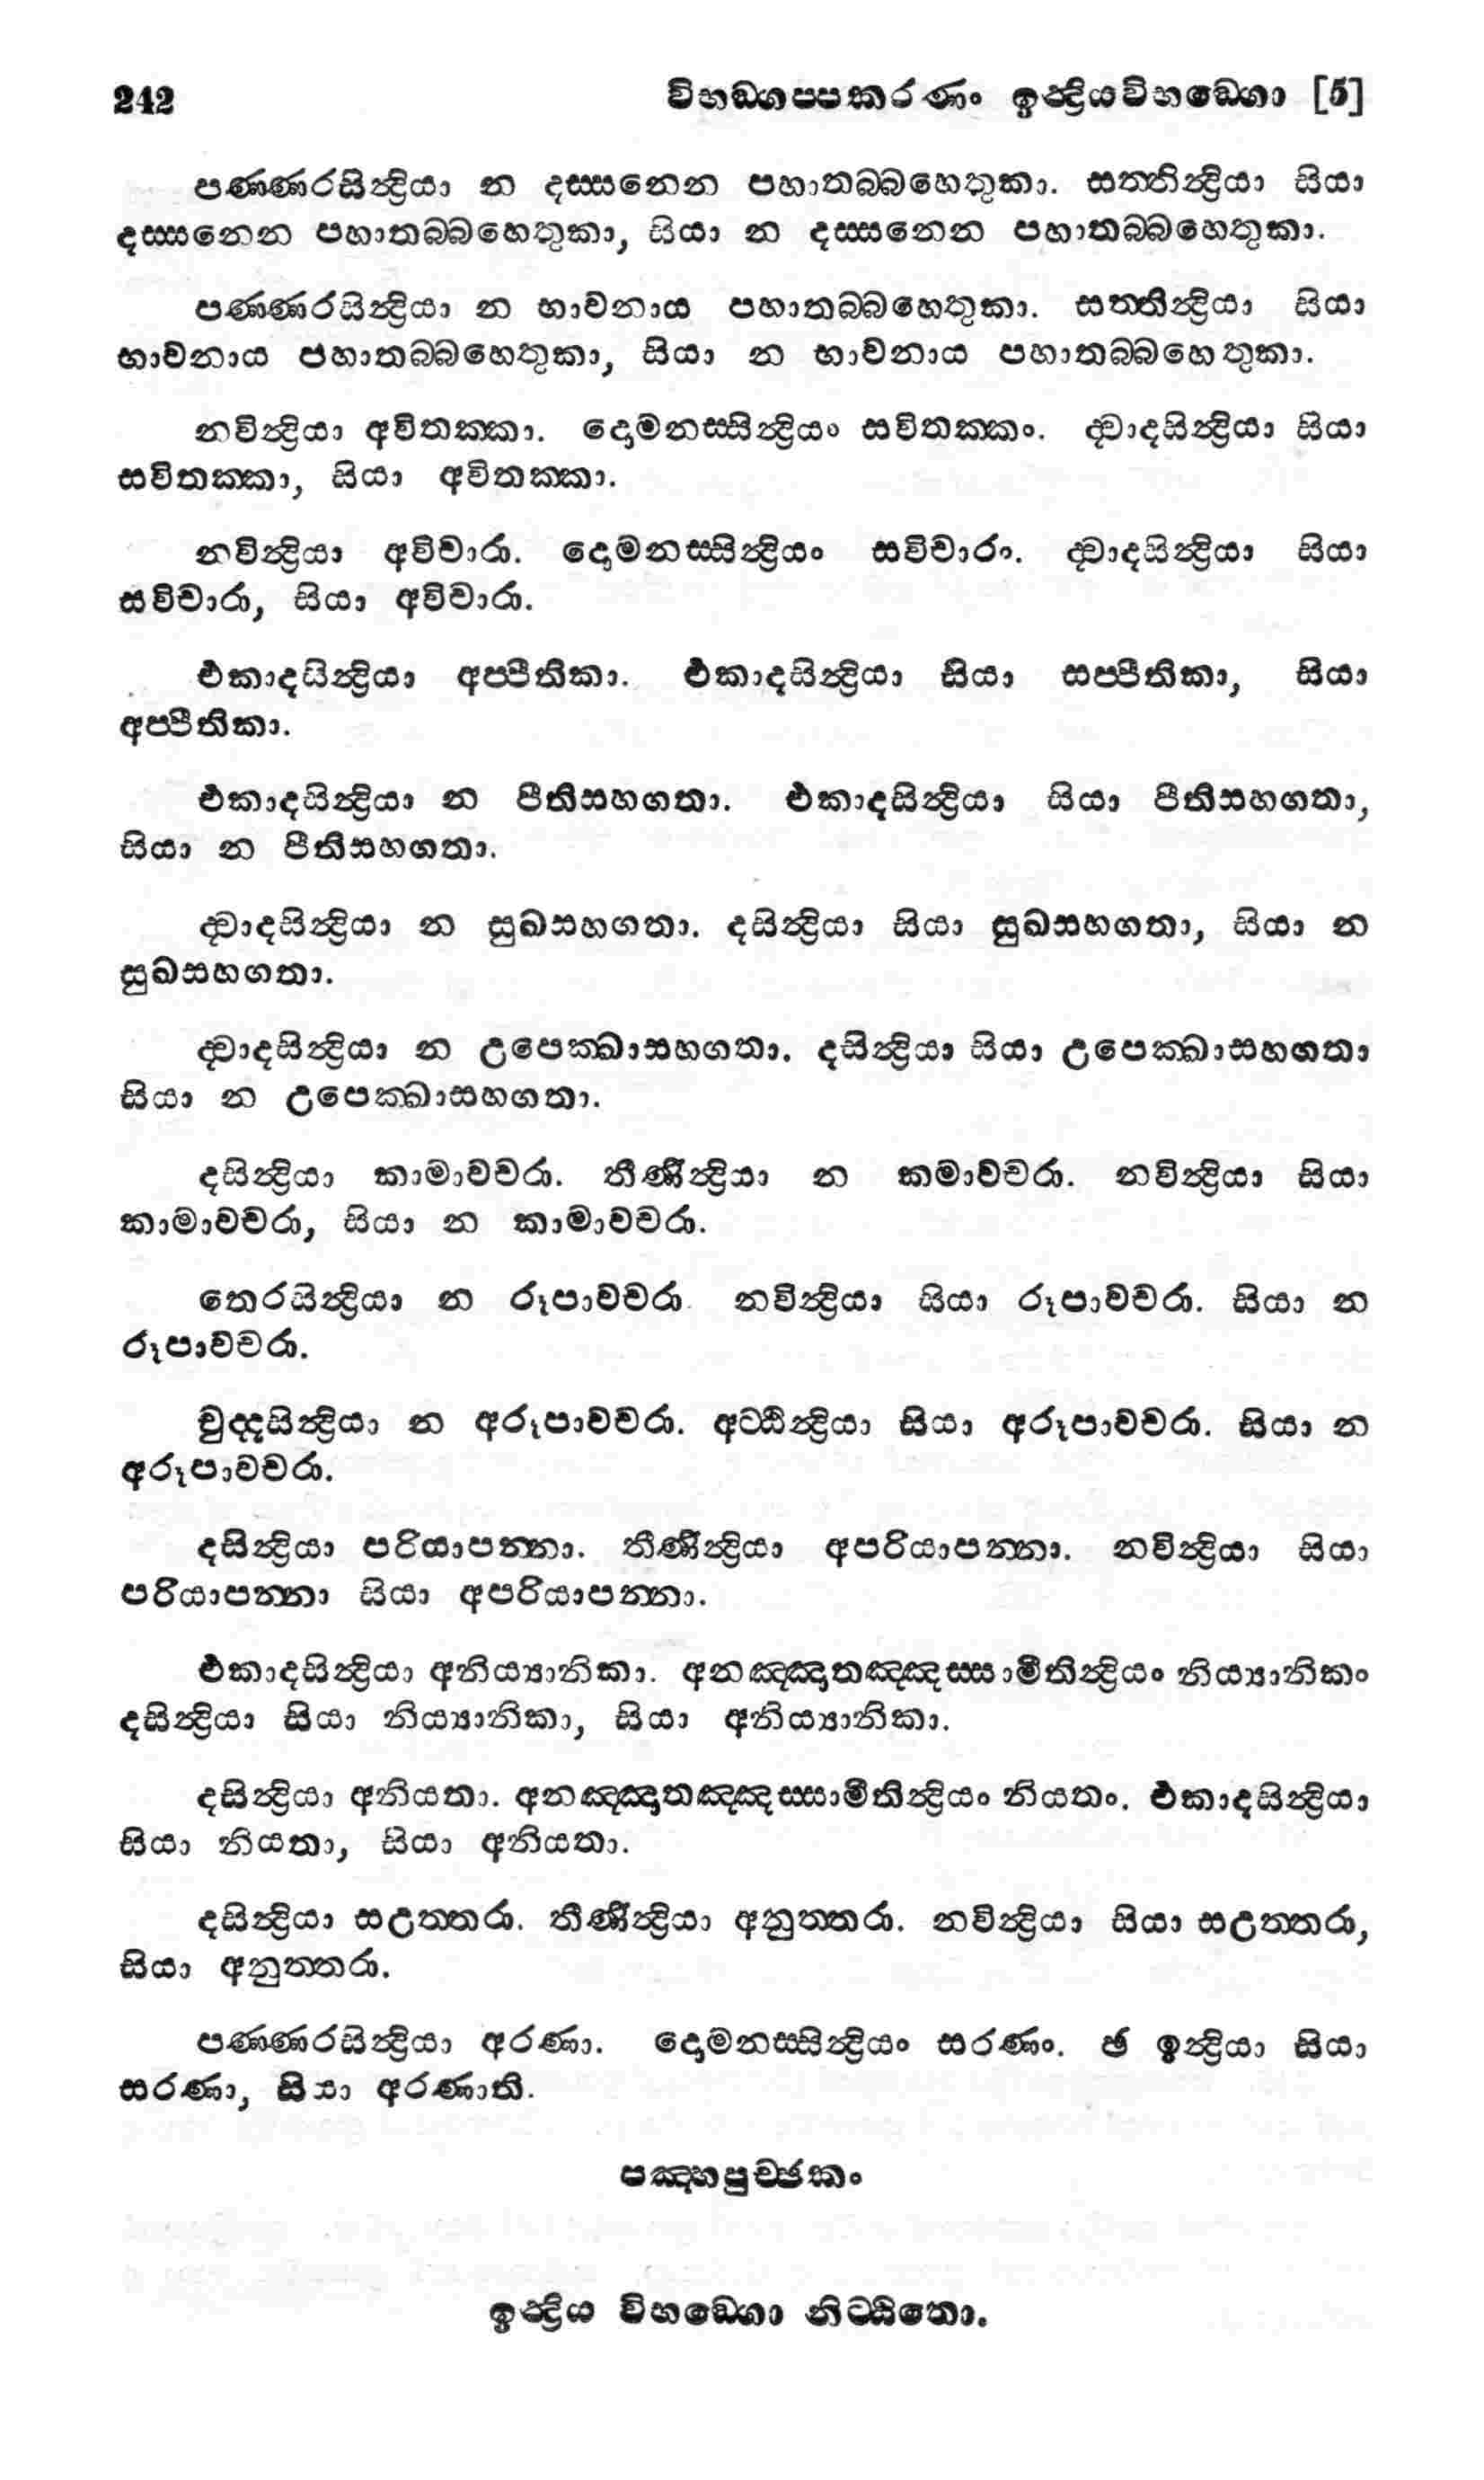 242 විභඞ්ගප්පකරණං ඉන්ද්‍රියවිභඞ්ගො [5]
පණ්ණරසින්ද්‍රියා න දස්සනෙන පහාතබ්බහෙතුකා. සත්තින්ද්‍රියා සියා
දස්සනෙන පහාතබ්බහෙතුකා, සියා න දස්සනෙන පහාතබ්බහෙතුකා.
පණ්ණරසින්ද්‍රියා න භාවනාය පහාතබ්බහෙතුකා. සත්තින්ද්‍රියා සියා
භාවනාය පහාතබ්බහෙතුකා, සියා න භාවනාය පහාතබ්බහෙතුකා.
නවින්ද්‍රියා අවිතක්කා. දොමනස්සින්ද්‍රියං සවිතක්කං. ද්වාදසින්ද්‍රියා සියා
සවිතක්කා, සියා අවිතක්කා.
නවින්ද්‍රියා අවිචාරා. දොමනස්සින්ද්‍රියං සවිචාරං. ද්වාදසින්ද්‍රියා සියා
සවිචාරා, සියා අවිචාරා.
එකාදසින්ද්‍රියා අප්පීතිකා. එකාදසින්ද්‍රියා සියා සප්පීතිකා, සියා
අප්පීතිකා.
එකාදසින්ද්‍රියා න පීතිසහගතා. එකාදසින්ද්‍රියා සියා පීතිසහගතා,
සියා න පීතිසහගතා.
ද්වාදසින්ද්‍රියා න සුඛසහගතා. දසින්ද්‍රියා සියා සුඛසහගතා, සියා න
සුඛසහගතා.
ද්වාදසින්ද්‍රියා න උපෙක්ඛාසහගතා. දසින්ද්‍රියා සියා උපෙක්ඛාසහගතා
සියා න උපෙක්ඛාසහගතා.
දසින්ද්‍රියා කාමාවචරා. තීණින්ද්‍රියා න කමාවචරා. නවින්ද්‍රියා සියා
කාමාවචරා, සියා න කාමාවචරා.
තෙරසින්ද්‍රියා න රූපාවචරා. නවින්ද්‍රියා සියා රූපාවචරා. සියා න
රූපාවචරා.
චුද්දසින්ද්‍රියා න අරූපාවචරා. අට්ඨින්ද්‍රියා සියා අරූපාවචරා. සියා න
අරූපාවචරා.
දසින්ද්‍රියා පරියාපන්නා. තීණින්ද්‍රියා අපරියාපන්නා. නවින්ද්‍රියා සියා
පරියාපන්නා සියා අපරියාපන්නා.
එකාදසින්ද්‍රියා අනිය්‍යානිකා. අනඤ්ඤාතඤ්ඤස්සාමීතින්ද්‍රියං නිය්‍යානිකං
දසින්ද්‍රියා සියා නිය්‍යානිකා, සියා අනිය්‍යානිකා.
දසින්ද්‍රියා අනියතා. අනඤ්ඤාතඤ්ඤස්සාමීතින්ද්‍රියං නියතං. එකාදසින්ද්‍රියා
සියා නියතා, සියා අනියතා.
දසින්ද්‍රියා සඋත්තරා. තීණින්ද්‍රියා අනුත්තරා. නවින්ද්‍රියා සියා සඋත්තරා,
සියා අනුත්තරා.
පණ්ණරසින්ද්‍රියා අරණා. දොමනස්සින්ද්‍රියං සරණං. ඡ ඉන්ද්‍රියා සියා
සරණා, සියා අරණාති.
පඤ්හපුච්ඡකං
ඉන්ද්‍රිය විභඞ්ගො නිට්ඨිතො.